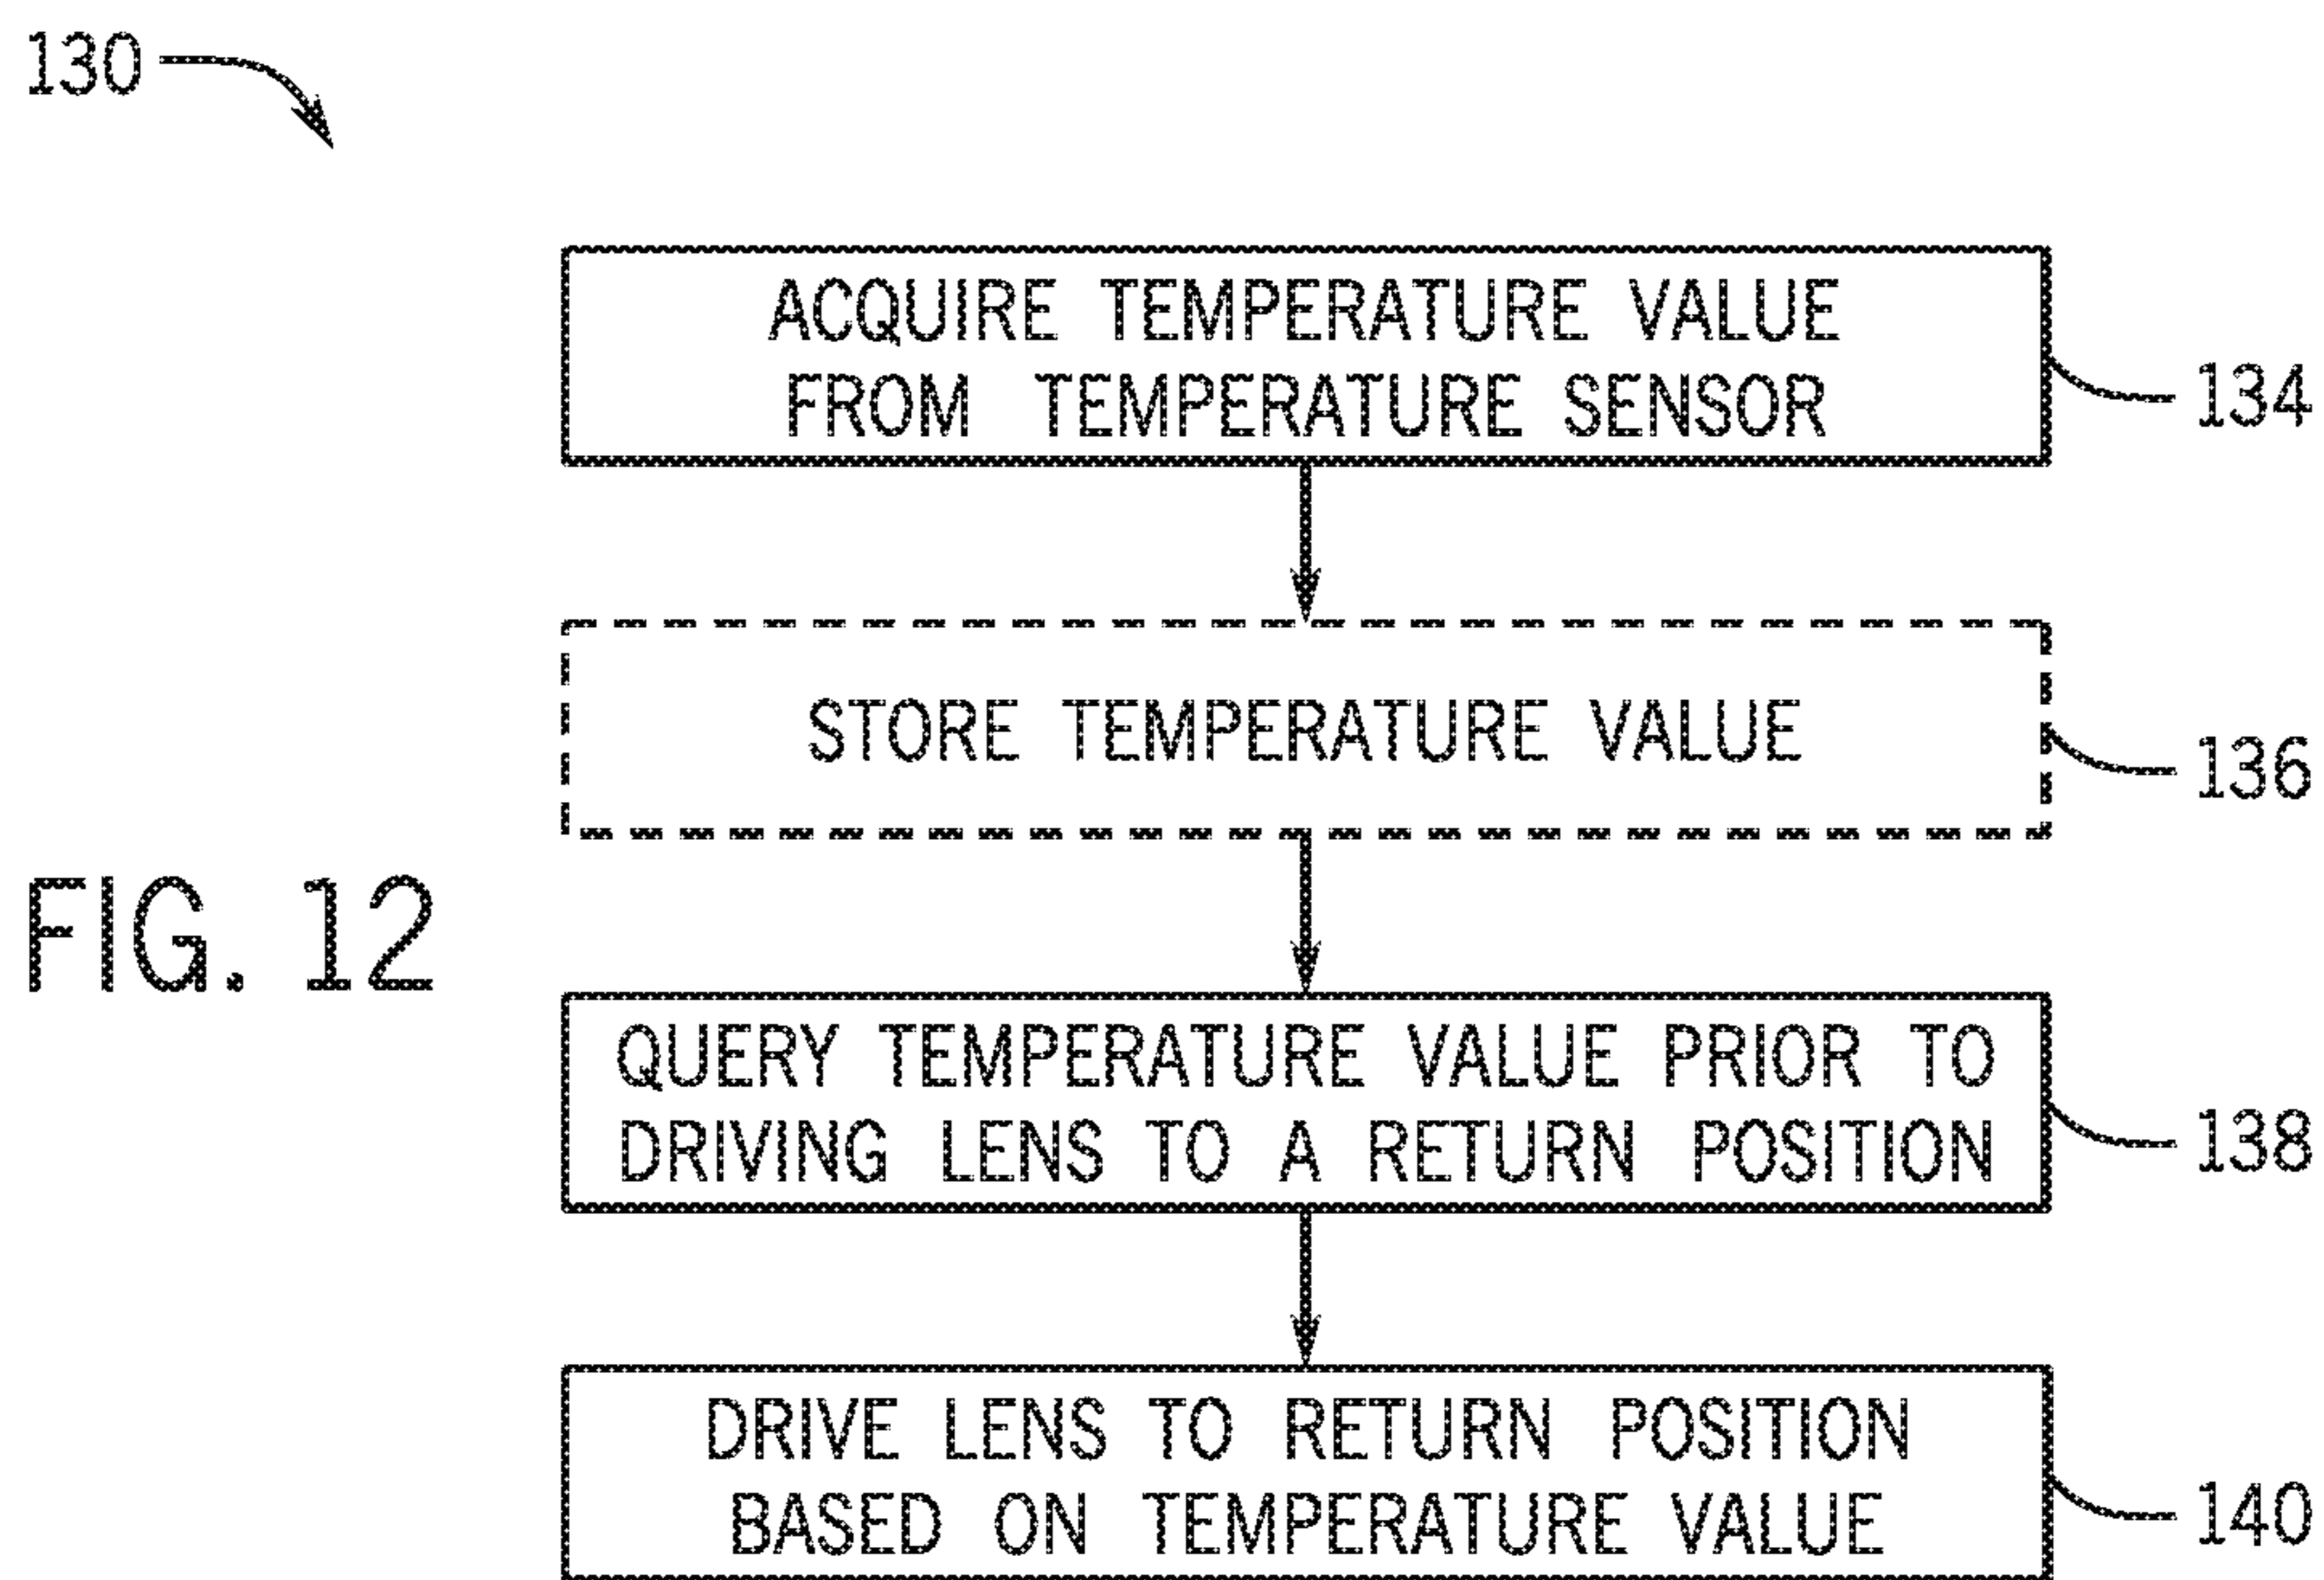 130
ACQUIRE TEMPERATURE VALUE
FROM TEMPERATURE SENSOR
134
STORE TEMPERATURE VALUE
136
FIG. 12
QUERY TEMPERATURE VALUE PRIOR TO
DRIVING LENS TO A RETURN POSITION
138
DRIVE LENS TO RETURN POSITION
BASED ON TEMPERATURE VALUE
140